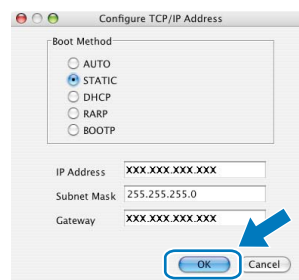 Configure TCP/IP Address
Boot Method
AUTO
STATIC
DHCP
RARP
BOOTP
IP Address XXX.XXX.XXX.XXX
Subnet Mask 255.255.255.0
Gateway XXX.XXX.XXX.XXX
OK Cancel